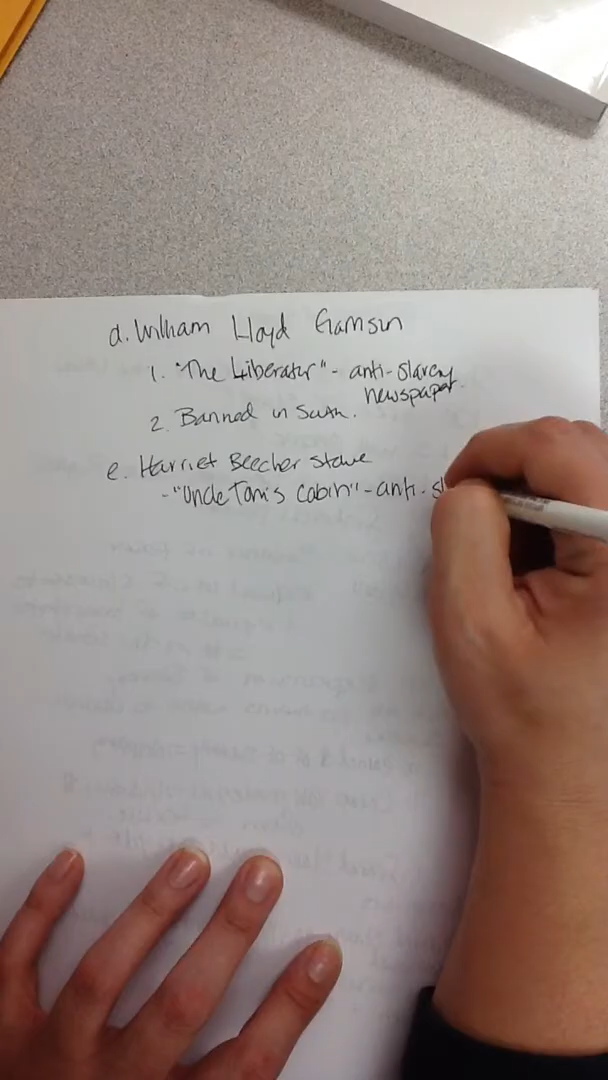 d. William Lloyd Garrison
1. "The Liberator" - anti-slavery
newspaper.
2. Banned in South.
e. Harriet Beecher Stowe
- "Uncle Tom's Cabin" - anti-sl